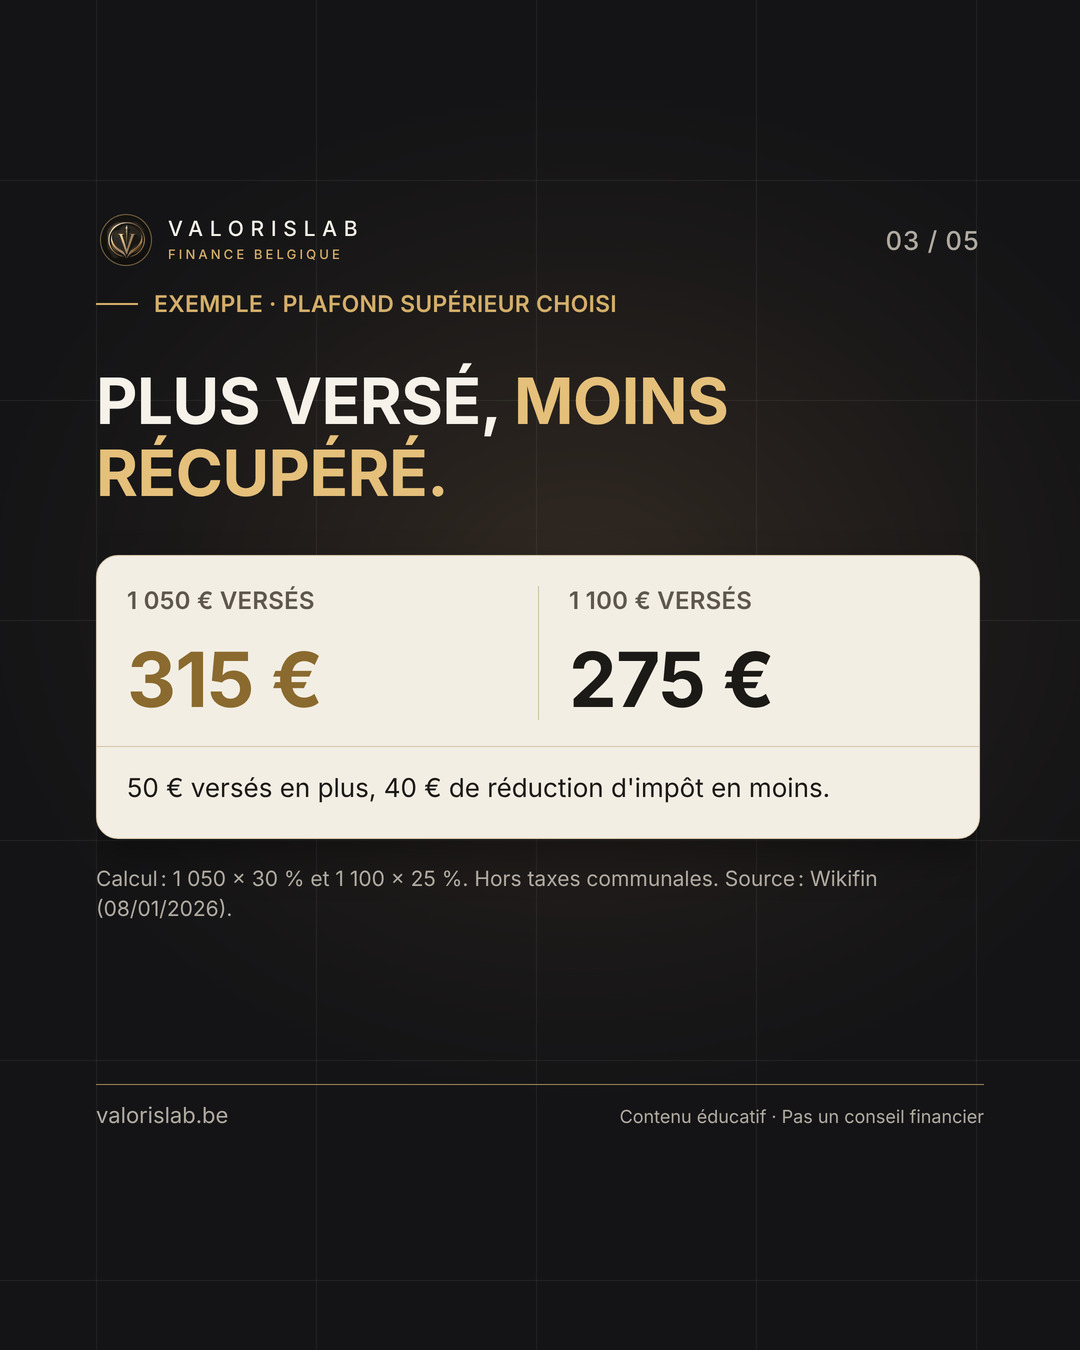 VALORISLAB
FINANCE BELGIQUE
03 / 05
EXEMPLE · PLAFOND SUPÉRIEUR CHOISI
PLUS VERSÉ, MOINS
RÉCUPÉRÉ.
1 050 € VERSÉS
315 €
1 100 € VERSÉS
275 €
50 € versés en plus, 40 € de réduction d'impôt en moins.
Calcul : 1 050 × 30 % et 1 100 × 25 %. Hors taxes communales. Source : Wikifin
(08/01/2026).
valorislab.be
Contenu éducatif · Pas un conseil financier